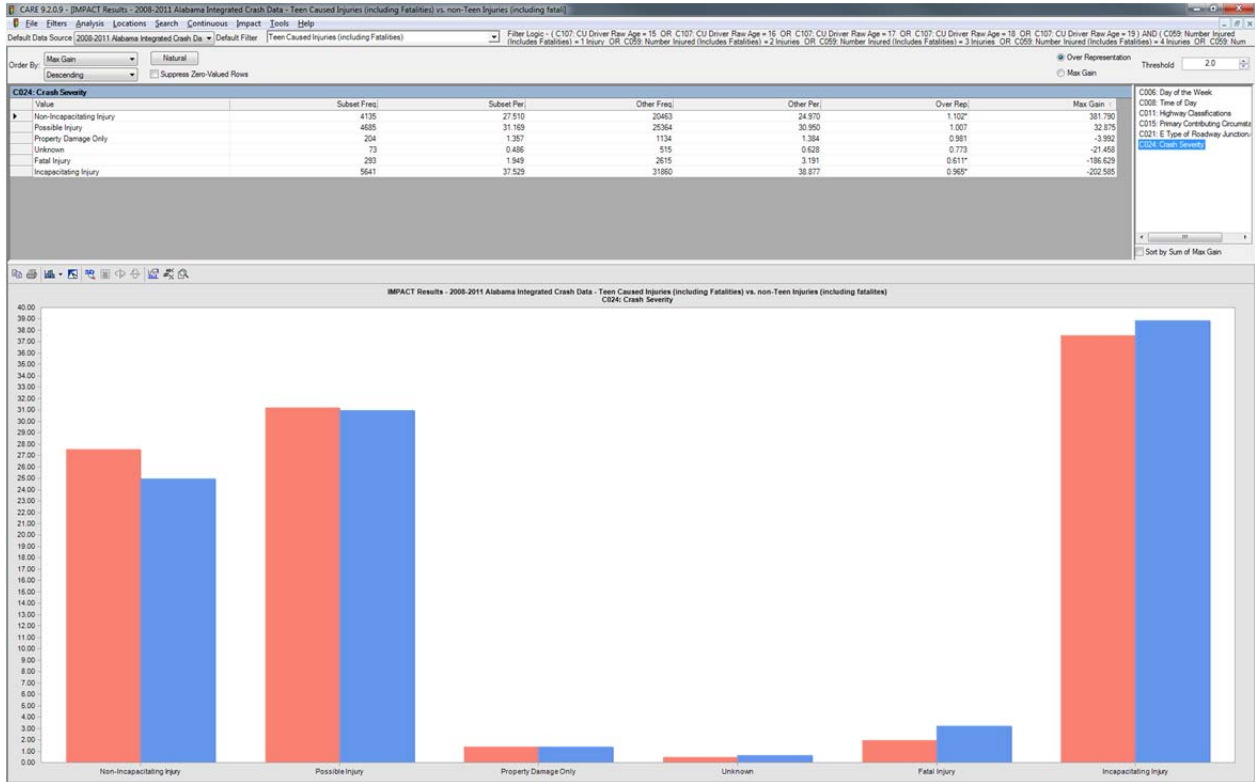 CARE 9.2.0.9 - [IMPACT Results - 2008-2011 Alabama Integrated Crash Data - Teen Caused Injuries (including Fatalities) vs. non-Teen Injuries (including fatali]
File Filters Analysis Locations Search Continuous Impact Tools Help
Default Data Source 2008-2011 Alabama Integrated Crash Da Default Filter Teen Caused Injuries (including Fatalities)
Filter Logic - ( C107: CU Driver Raw Age = 15 OR C107: CU Driver Raw Age = 16 OR C107: CU Driver Raw Age = 17 OR C107: CU Driver Raw Age = 18 OR C107: CU Driver Raw Age = 19 ) AND ( C059: Number Injured
(Includes Fatalities) = 1 Injury OR C059: Number Injured (Includes Fatalities) = 2 Injuries OR C059: Number Injured (Includes Fatalities) = 3 Injuries OR C059: Number Injured (Includes Fatalities) = 4 Injuries OR C059: Num
Order By: Max Gain Natural
Descending Suppress Zero-Valued Rows
Over Representation
Max Gain
Threshold 2.0
C024: Crash Severity
Value Subset Freq. Subset Per. Other Freq. Other Per. Over Rep. Max Gain
Non-Incapacitating Injury 4135 27.510 20463 24.970 1.102* 381.790
Possible Injury 4685 31.169 25364 30.950 1.007 32.875
Property Damage Only 204 1.357 1134 1.384 0.981 -3.992
Unknown 73 0.486 515 0.628 0.773 -21.458
Fatal Injury 293 1.949 2615 3.191 0.611* -186.629
Incapacitating Injury 5641 37.529 31860 38.877 0.965* -202.585
C006: Day of the Week
C008: Time of Day
C011: Highway Classifications
C015: Primary Contributing Circumsta
C021: E Type of Roadway Junction
C024: Crash Severity
Sort by Sum of Max Gain
IMPACT Results - 2008-2011 Alabama Integrated Crash Data - Teen Caused Injuries (including Fatalities) vs. non-Teen Injuries (including fatalites)
C024: Crash Severity
40.00
39.00
38.00
37.00
36.00
35.00
34.00
33.00
32.00
31.00
30.00
29.00
28.00
27.00
26.00
25.00
24.00
23.00
22.00
21.00
20.00
19.00
18.00
17.00
16.00
15.00
14.00
13.00
12.00
11.00
10.00
9.00
8.00
7.00
6.00
5.00
4.00
3.00
2.00
1.00
0.00
Non-Incapacitating Injury Possible Injury Property Damage Only Unknown Fatal Injury Incapacitating Injury